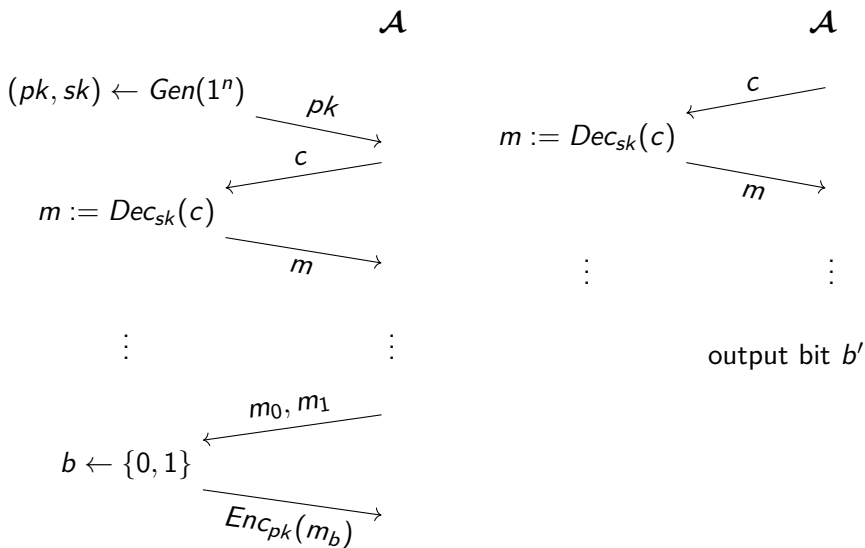 𝓐
(pk, sk) ← Gen(1ⁿ)
pk
c
m := Dec_sk(c)
m
⋮ ⋮
m₀, m₁
b ← {0, 1}
Enc_pk(m_b)
𝓐
c
m := Dec_sk(c)
m
⋮ ⋮
output bit b′